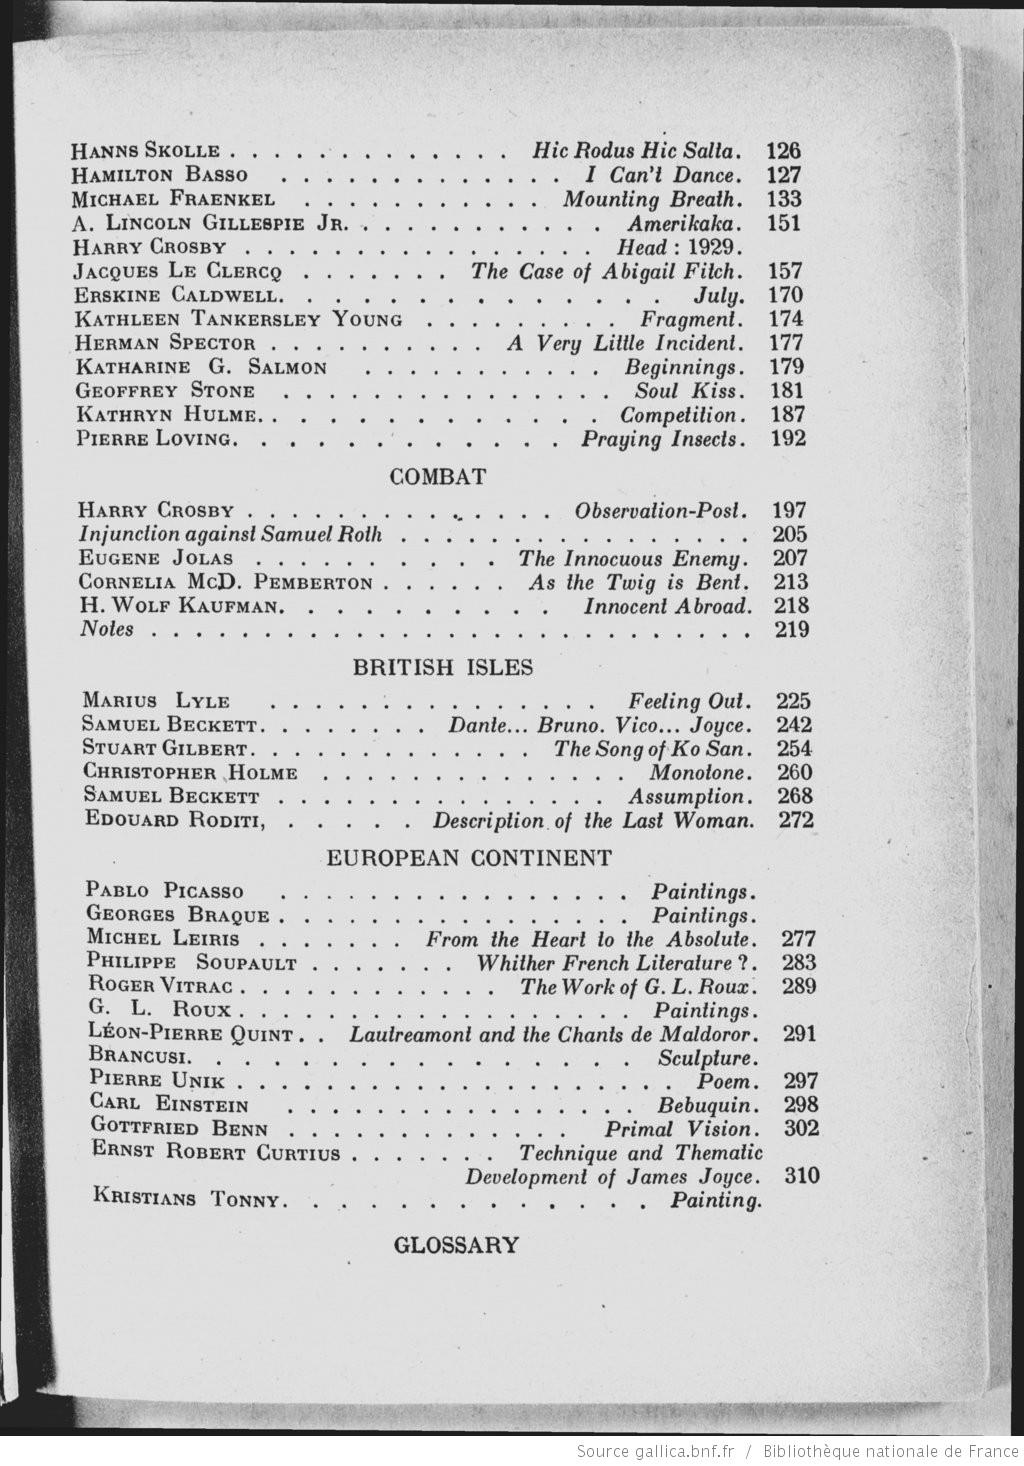 HANNS SKOLLE . . . . . . . . . . . . . Hic Rodus Hic Salta. 126
HAMILTON BASSO . . . . . . . . . . . . . I Can't Dance. 127
MICHAEL FRAENKEL . . . . . . . . . . . Mounting Breath. 133
A. LINCOLN GILLESPIE JR. . . . . . . . . . . . Amerikaka. 151
HARRY CROSBY . . . . . . . . . . . . . . . . Head : 1929.
JACQUES LE CLERCQ . . . . . . . The Case of Abigail Fitch. 157
ERSKINE CALDWELL. . . . . . . . . . . . . . July. 170
KATHLEEN TANKERSLEY YOUNG . . . . . . . . . Fragment. 174
HERMAN SPECTOR . . . . . . . . . . A Very Little Incident. 177
KATHARINE G. SALMON . . . . . . . . . . . Beginnings. 179
GEOFFREY STONE . . . . . . . . . . . . . . . Soul Kiss. 181
KATHRYN HULME. . . . . . . . . . . . . Competition. 187
PIERRE LOVING. . . . . . . . . . . . . Praying Insects. 192
COMBAT
HARRY CROSBY . . . . . . . . . . . . . . Observation-Post. 197
Injunction against Samuel Roth . . . . . . . . . . . . . . . . 205
EUGENE JOLAS . . . . . . . . . . The Innocuous Enemy. 207
CORNELIA MCD. PEMBERTON . . . . . . As the Twig is Bent. 213
H. WOLF KAUFMAN. . . . . . . . . . . Innocent Abroad. 218
Notes . . . . . . . . . . . . . . . . . . . . . . . . . . . 219
BRITISH ISLES
MARIUS LYLE . . . . . . . . . . . . . . . Feeling Out. 225
SAMUEL BECKETT. . . . . . . . Dante... Bruno. Vico... Joyce. 242
STUART GILBERT. . . . . . . . . . . . . The Song of Ko San. 254
CHRISTOPHER HOLME . . . . . . . . . . . . . . Monotone. 260
SAMUEL BECKETT . . . . . . . . . . . . . . . Assumption. 268
EDOUARD RODITI, . . . . . Description of the Last Woman. 272
EUROPEAN CONTINENT
PABLO PICASSO . . . . . . . . . . . . . . . . Paintings.
GEORGES BRAQUE . . . . . . . . . . . . . . . . Paintings.
MICHEL LEIRIS . . . . . . . From the Heart to the Absolute. 277
PHILIPPE SOUPAULT . . . . . . . Whither French Literature ?. 283
ROGER VITRAC . . . . . . . . . . . . The Work of G. L. Roux. 289
G. L. ROUX . . . . . . . . . . . . . . . . . . Paintings.
LÉON-PIERRE QUINT . . Lautreamont and the Chants de Maldoror. 291
BRANCUSI. . . . . . . . . . . . . . . . . Sculpture.
PIERRE UNIK . . . . . . . . . . . . . . . . . . . . Poem. 297
CARL EINSTEIN . . . . . . . . . . . . . . . . Bebuquin. 298
GOTTFRIED BENN . . . . . . . . . . . . . Primal Vision. 302
ERNST ROBERT CURTIUS . . . . . . . Technique and Thematic
Development of James Joyce. 310
KRISTIANS TONNY. . . . . . . . . . . . . Painting.
GLOSSARY
Source gallica.bnf.fr / Bibliothèque nationale de France